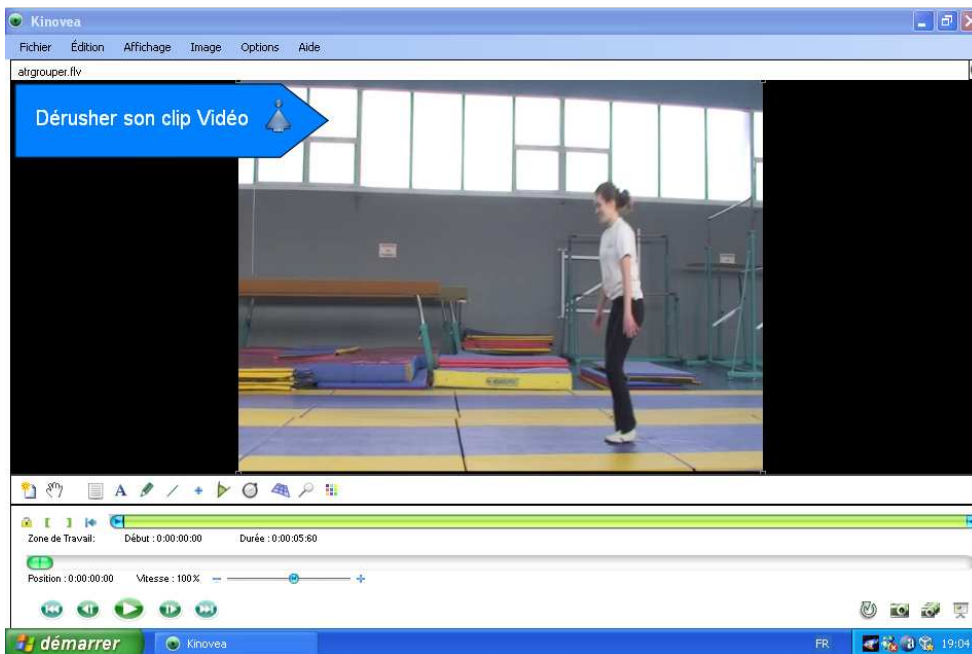 Kinovea
Fichier Édition Affichage Image Options Aide
atrgrouper.flv
Dérusher son clip Vidéo
A
Zone de Travail: Début : 0:00:00:00 Durée : 0:00:05:60
Position : 0:00:00:00 Vitesse : 100%
démarrer Kinovea FR 19:04